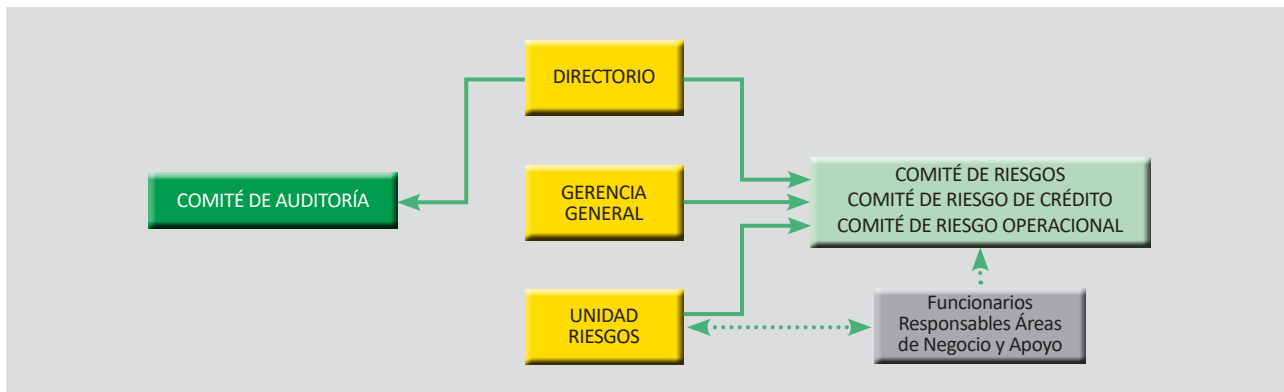 DIRECTORIO
COMITÉ DE AUDITORÍA
GERENCIA
GENERAL
COMITÉ DE RIESGOS
COMITÉ DE RIESGO DE CRÉDITO
COMITÉ DE RIESGO OPERACIONAL
UNIDAD
RIESGOS
Funcionarios
Responsables Áreas
de Negocio y Apoyo